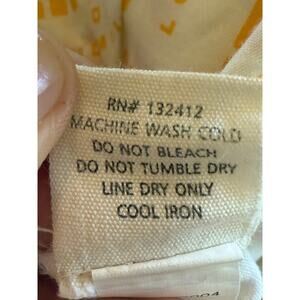 RN# 132412
MACHINE WASH COLD
DO NOT BLEACH
DO NOT TUMBLE DRY
LINE DRY ONLY
COOL IRON